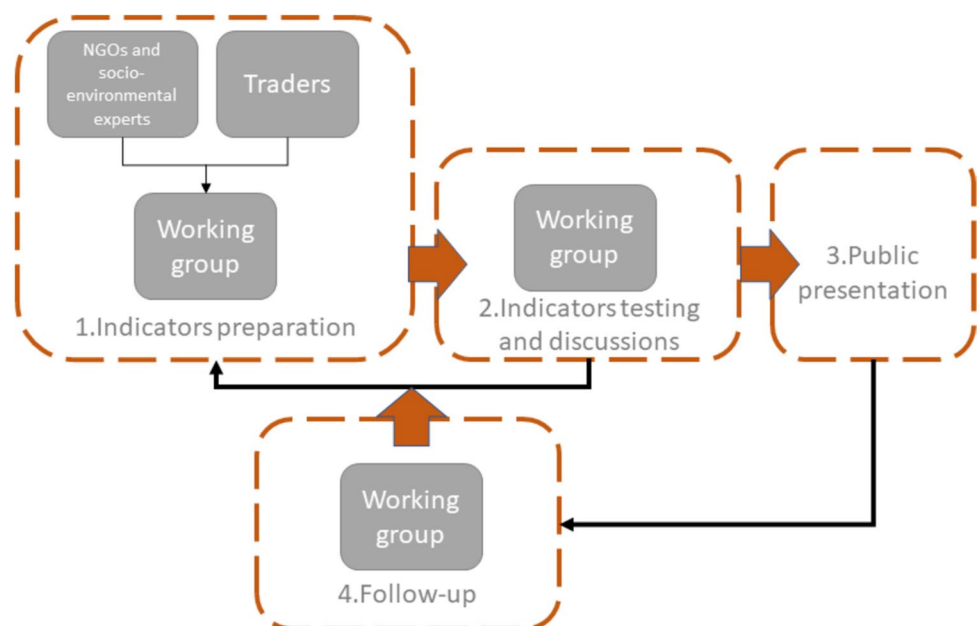 NGOs and
socio-
environmental
experts
Traders
Working
group
1.Indicators preparation
Working
group
2.Indicators testing
and discussions
3.Public
presentation
Working
group
4.Follow-up